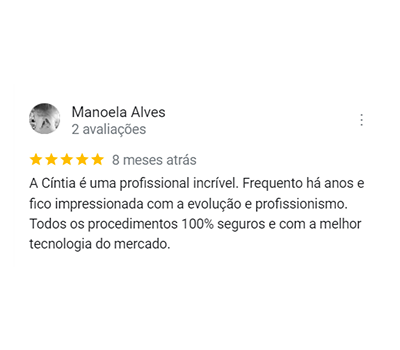 Manoela Alves
2 avaliações
8 meses atrás
A Cíntia é uma profissional incrível. Frequento há anos e
fico impressionada com a evolução e profissionismo.
Todos os procedimentos 100% seguros e com a melhor
tecnologia do mercado.